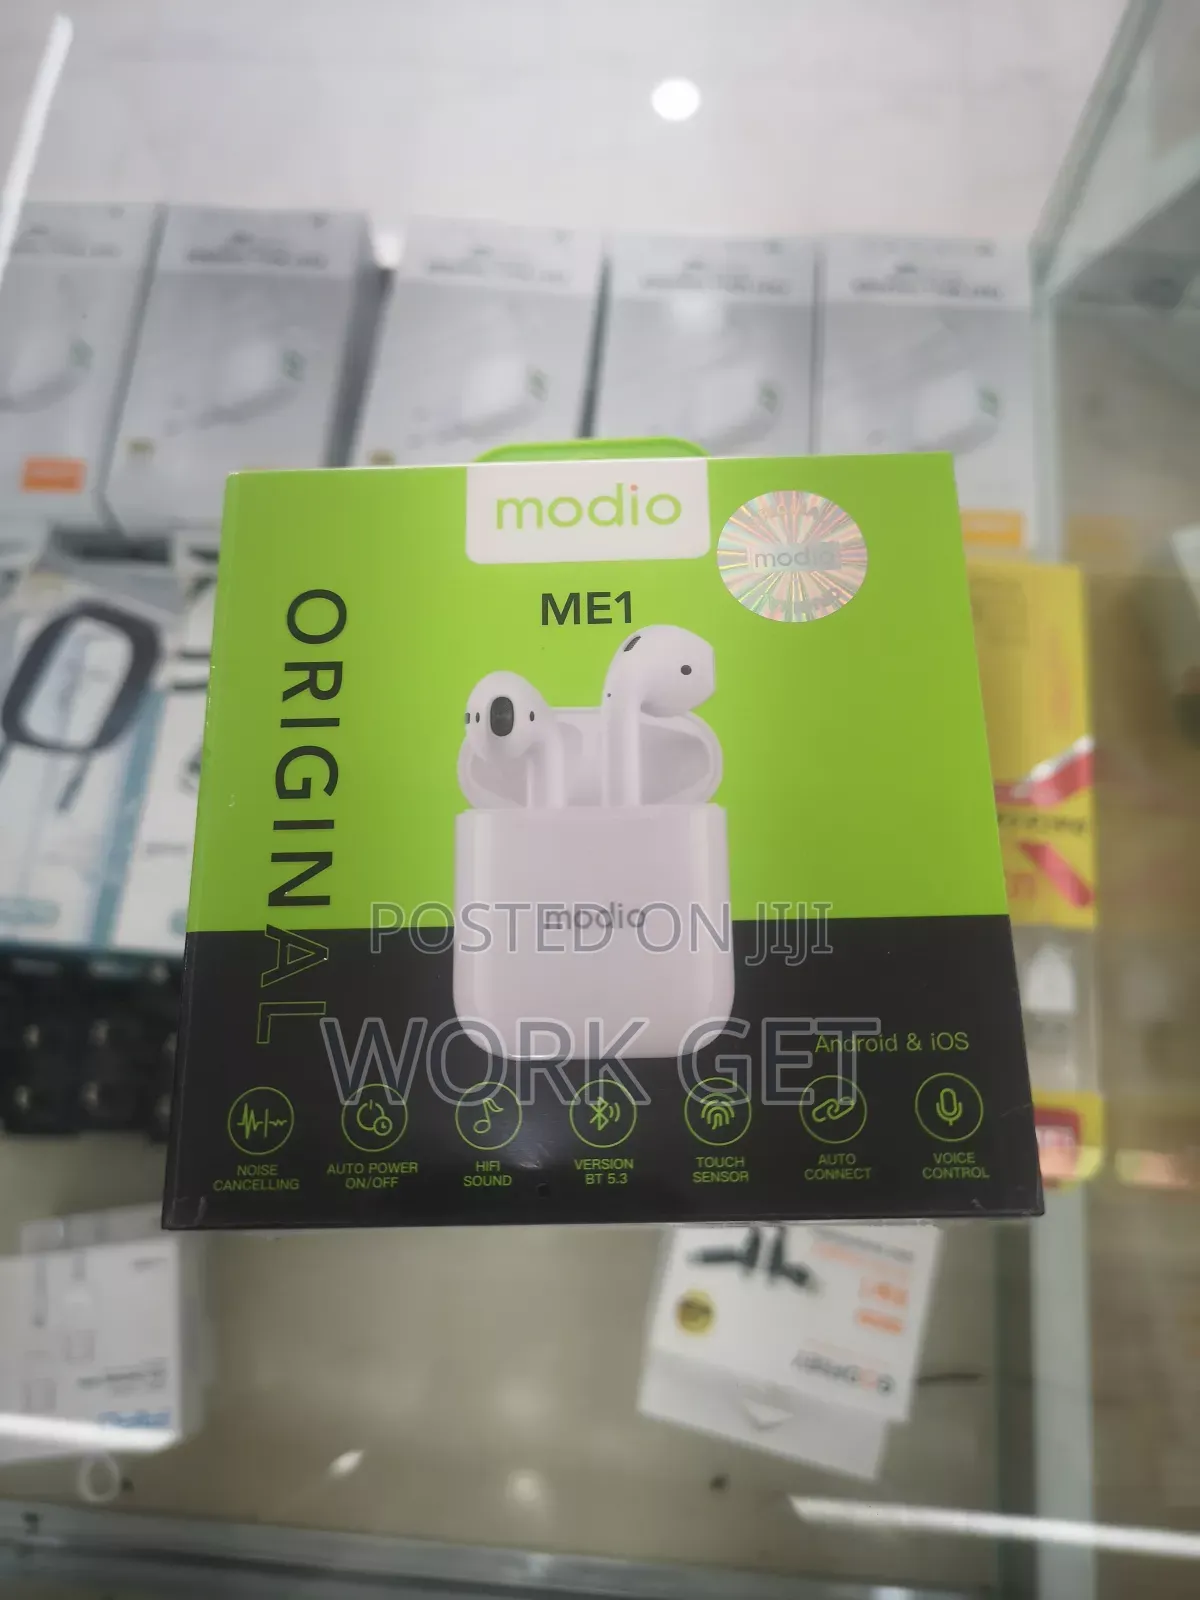 modio
modio
ME1
ORIGINAL
modio
POSTED ON JIJI
WORK GET
Android & iOS
NOISE
CANCELLING
AUTO POWER
ON/OFF
HIFI
SOUND
VERSION
BT 5.3
TOUCH
SENSOR
AUTO
CONNECT
VOICE
CONTROL